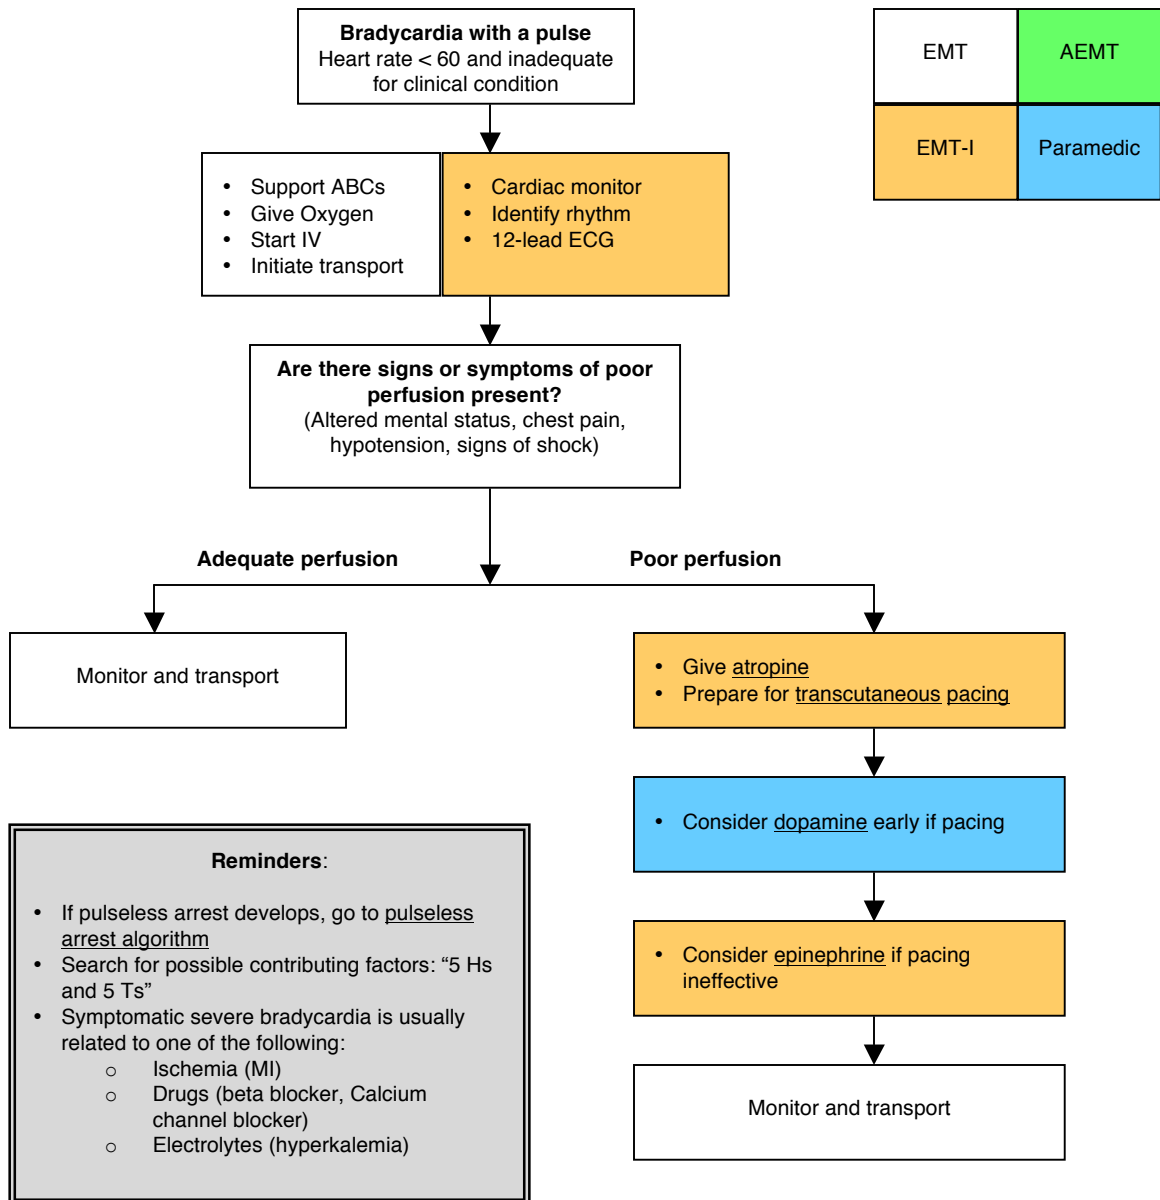 Bradycardia with a pulse
Heart rate < 60 and inadequate
for clinical condition
EMT
AEMT
EMT-I
Paramedic
• Support ABCs
• Give Oxygen
• Start IV
• Initiate transport
• Cardiac monitor
• Identify rhythm
• 12-lead ECG
Are there signs or symptoms of poor
perfusion present?
(Altered mental status, chest pain,
hypotension, signs of shock)
Adequate perfusion
Poor perfusion
Monitor and transport
• Give atropine
• Prepare for transcutaneous pacing
• Consider dopamine early if pacing
• Consider epinephrine if pacing
ineffective
Monitor and transport
Reminders:
• If pulseless arrest develops, go to pulseless
arrest algorithm
• Search for possible contributing factors: “5 Hs
and 5 Ts”
• Symptomatic severe bradycardia is usually
related to one of the following:
o Ischemia (MI)
o Drugs (beta blocker, Calcium
channel blocker)
o Electrolytes (hyperkalemia)